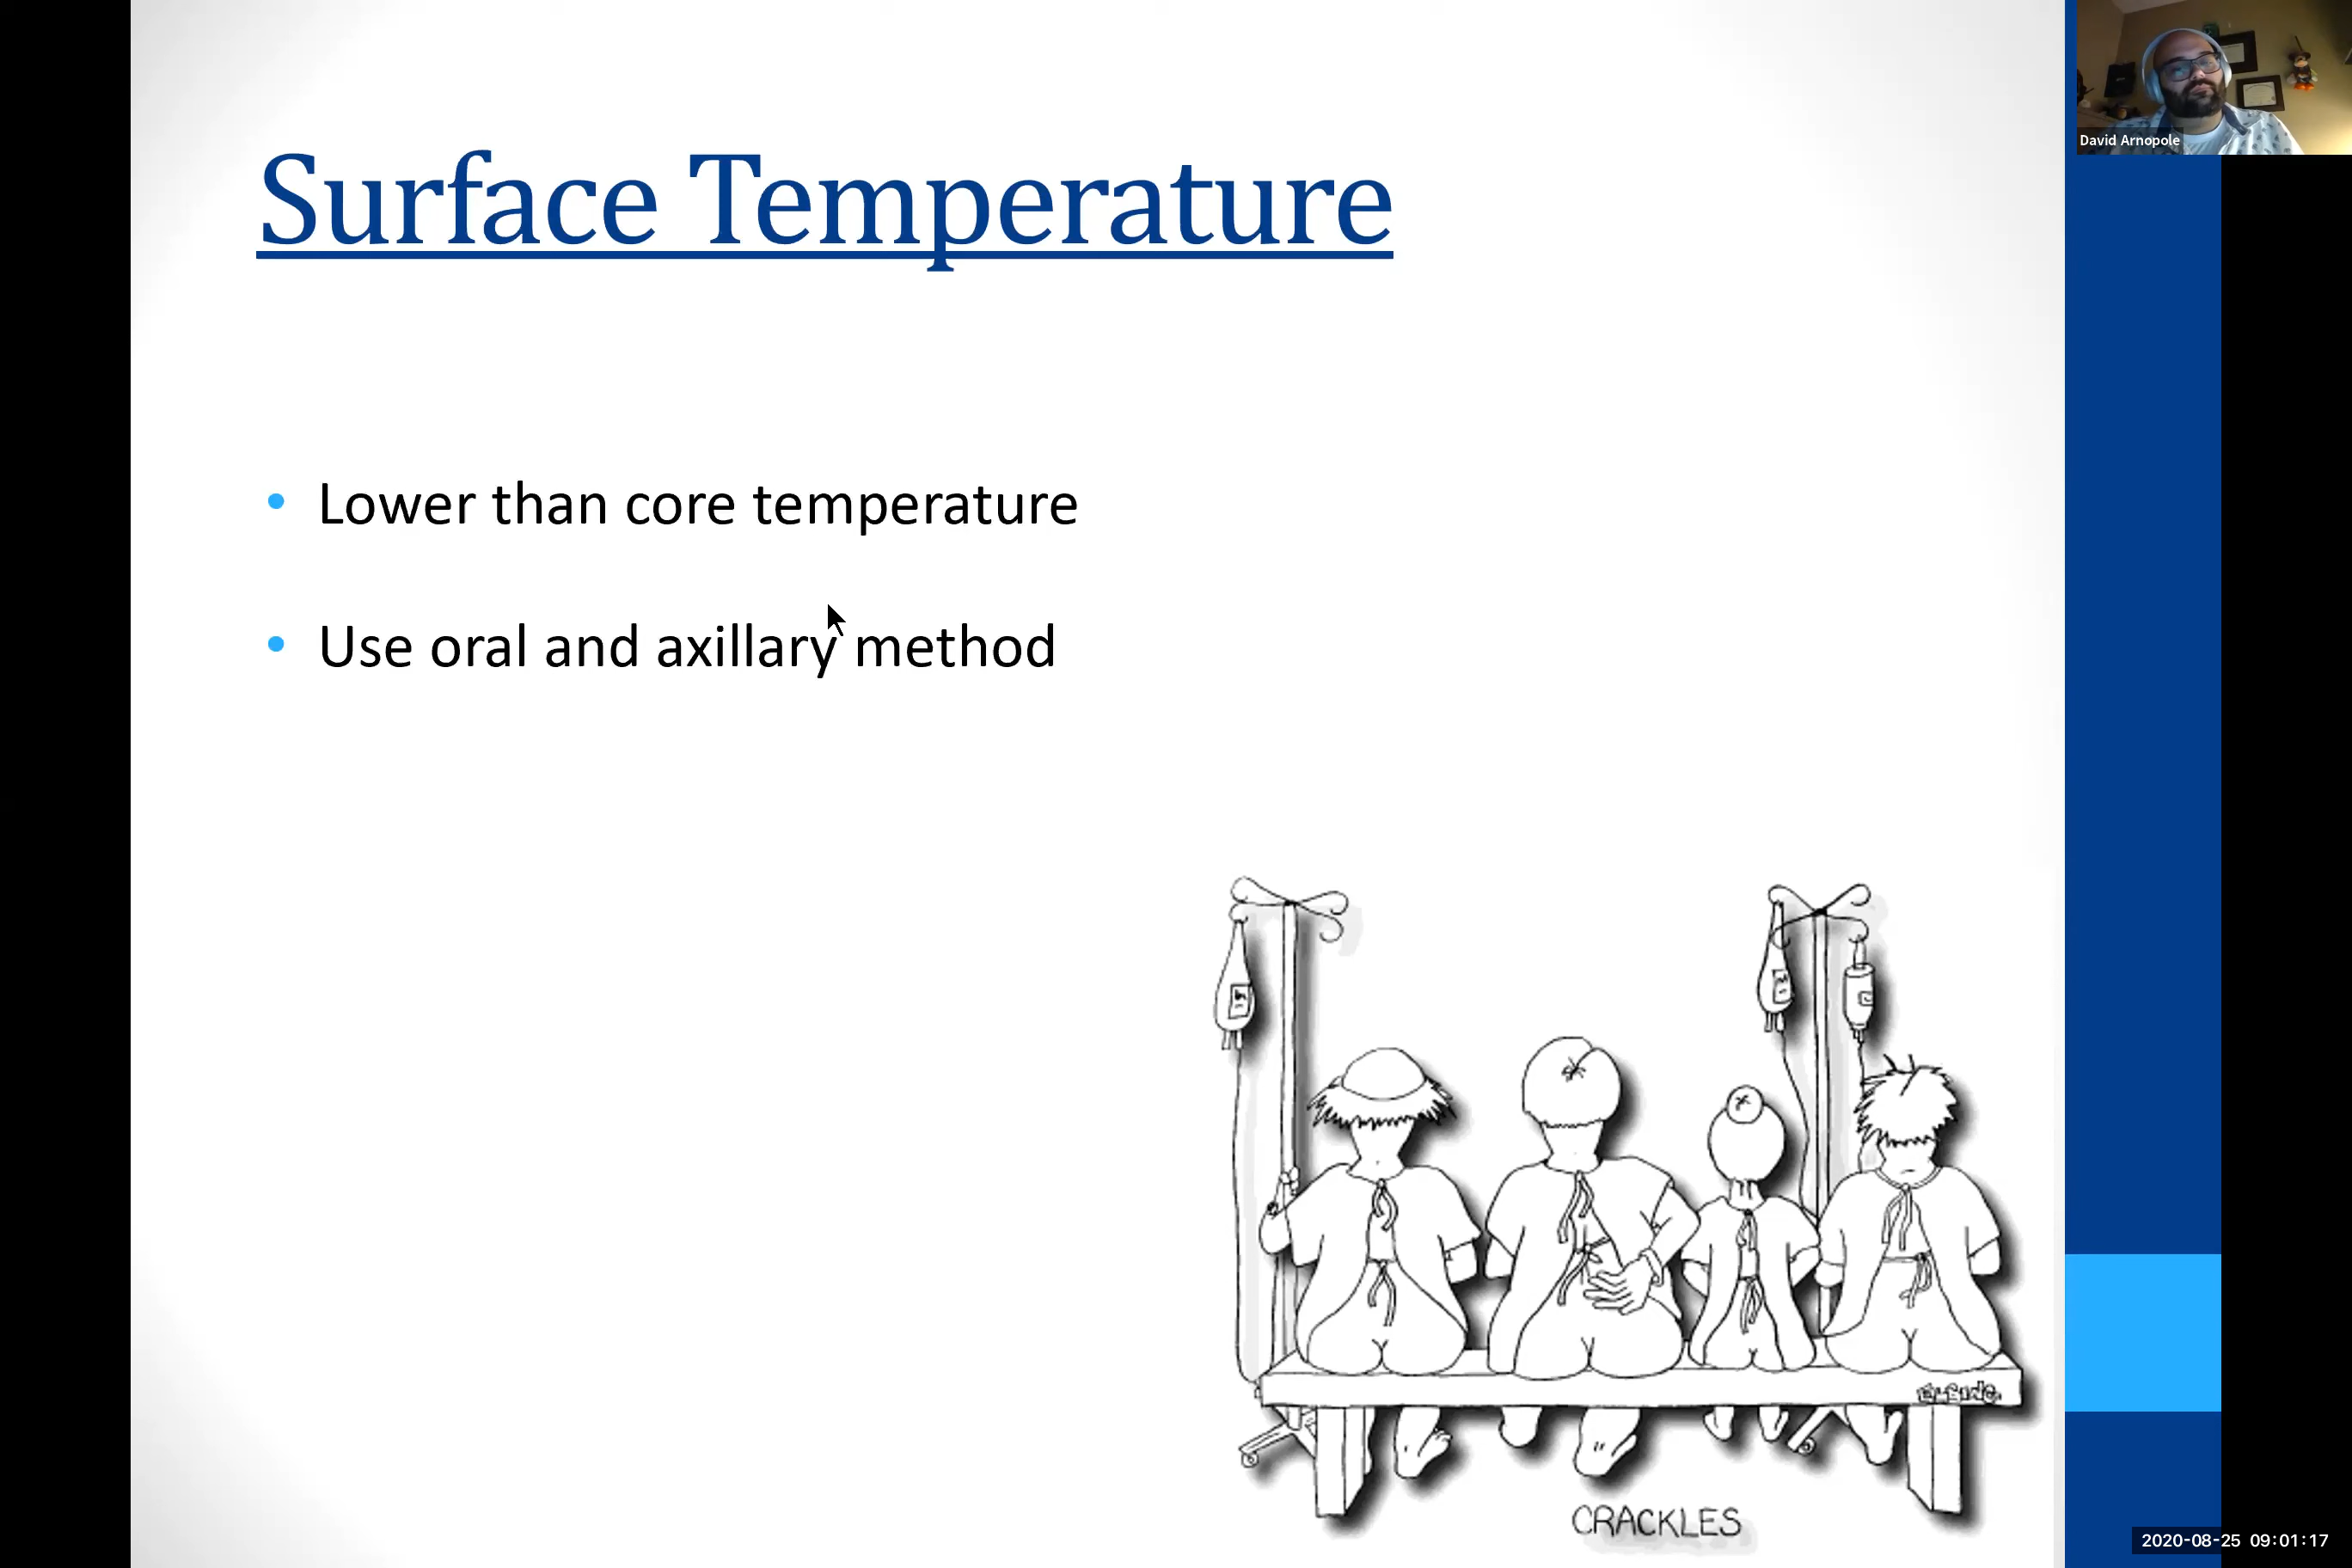 Surface Temperature
David Arnopole
• Lower than core temperature
• Use oral and axillary method
CRACKLES
2020-08-25 09:01:17